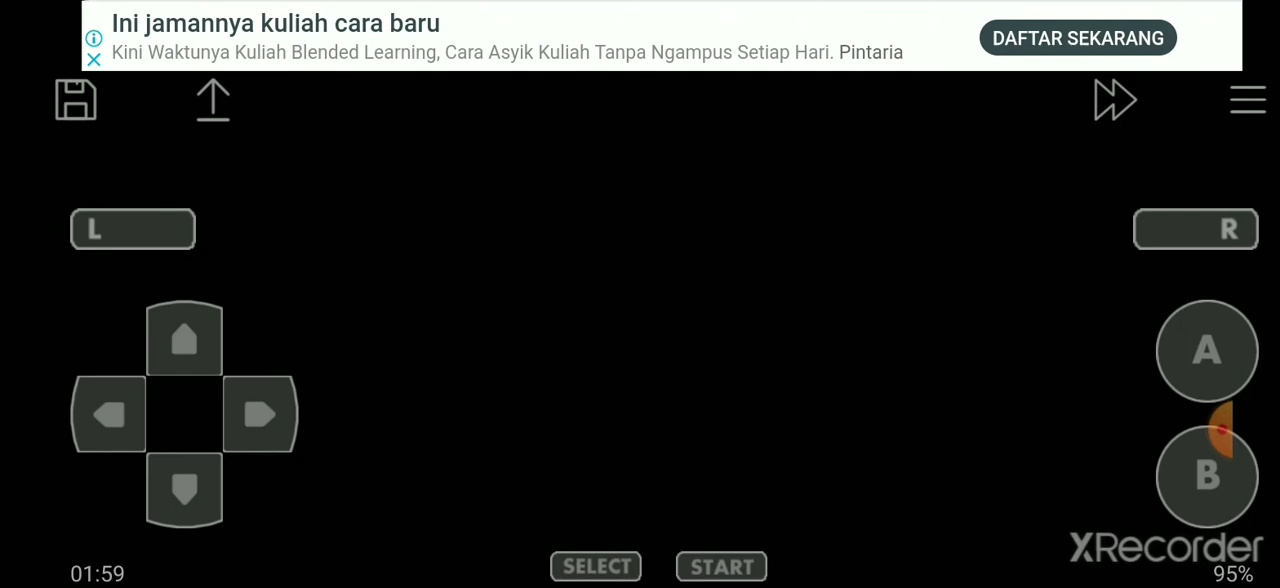 Ini jamannya kuliah cara baru
Kini Waktunya Kuliah Blended Learning, Cara Asyik Kuliah Tanpa Ngampus Setiap Hari. Pintaria
DAFTAR SEKARANG
L
R
A
B
SELECT
START
XRecorder
01:59
95%